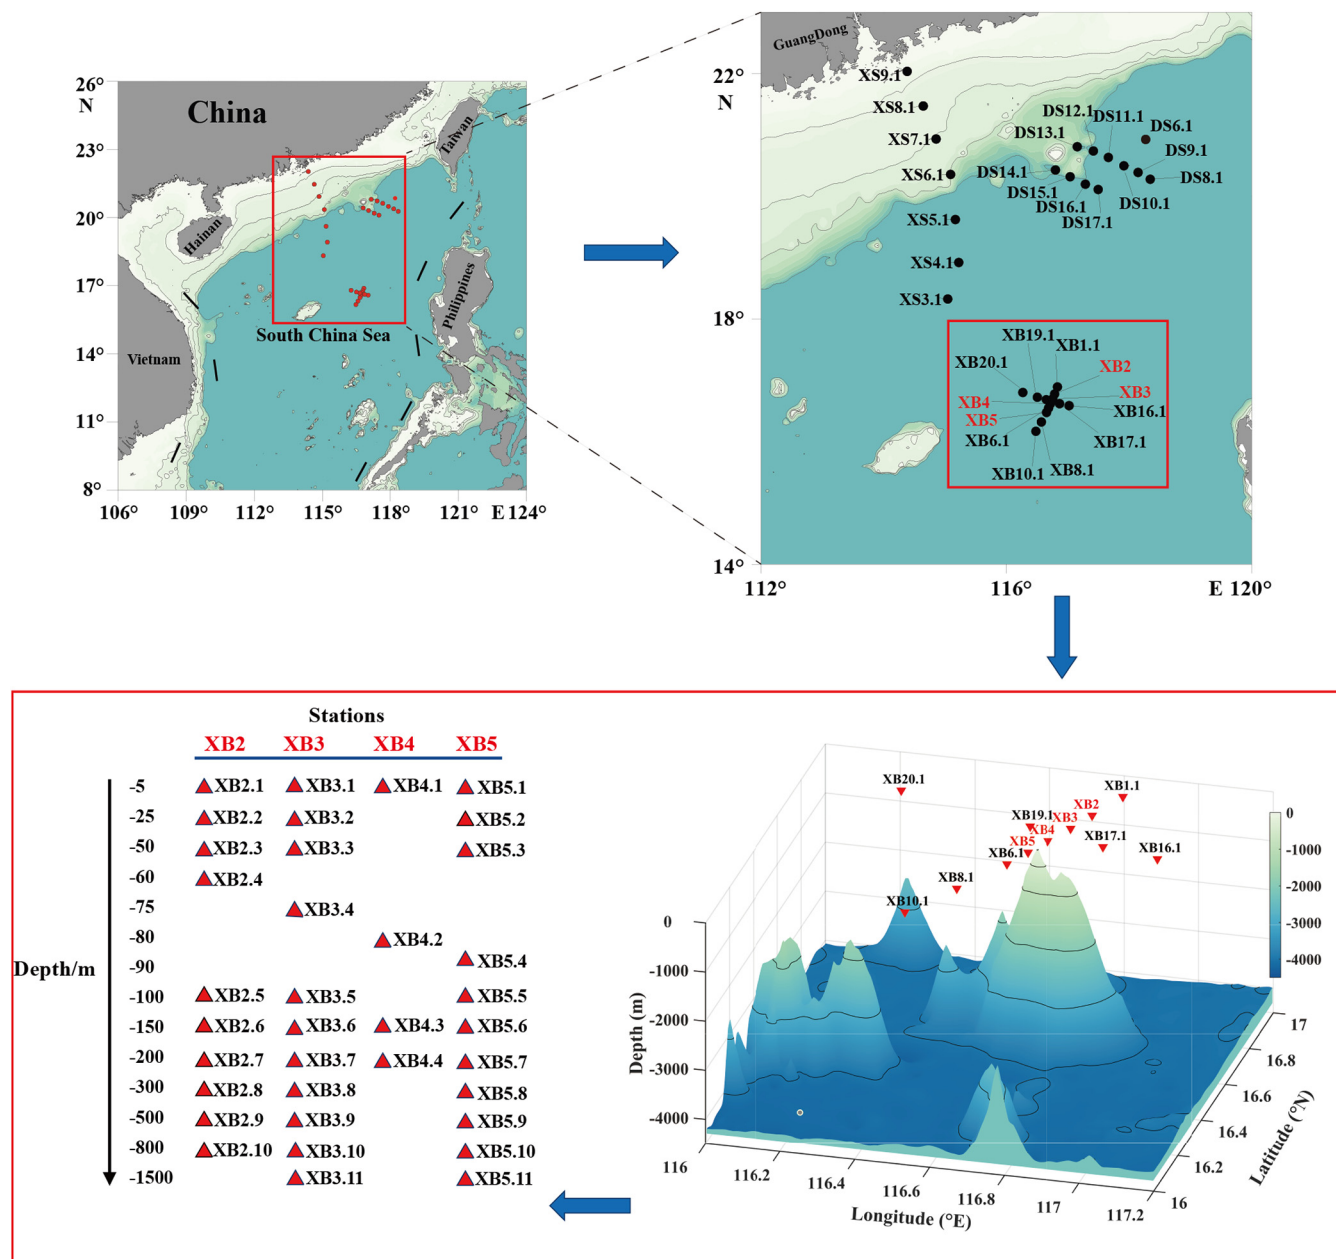 26°
N
23°
20°
17°
14°
11°
8°
106°
109°
112°
115°
118°
121°
E 124°
China
Taiwan
Hainan
South China Sea
Vietnam
Philippines
22°
N
18°
14°
112°
116°
E 120°
GuangDong
XS9.1
XS8.1
XS7.1
XS6.1
XS5.1
XS4.1
XS3.1
DS12.1
DS11.1
DS13.1
DS6.1
DS9.1
DS14.1
DS8.1
DS15.1
DS16.1
DS10.1
DS17.1
XB19.1
XB1.1
XB20.1
XB2
XB3
XB4
XB16.1
XB5
XB6.1
XB17.1
XB10.1
XB8.1
Stations
XB2 XB3 XB4 XB5
Depth/m
-5 XB2.1 XB3.1 XB4.1 XB5.1
-25 XB2.2 XB3.2 XB5.2
-50 XB2.3 XB3.3 XB5.3
-60 XB2.4
-75 XB3.4
-80 XB4.2
-90 XB5.4
-100 XB2.5 XB3.5 XB5.5
-150 XB2.6 XB3.6 XB4.3 XB5.6
-200 XB2.7 XB3.7 XB4.4 XB5.7
-300 XB2.8 XB3.8 XB5.8
-500 XB2.9 XB3.9 XB5.9
-800 XB2.10 XB3.10 XB5.10
-1500 XB3.11 XB5.11
XB20.1
XB1.1
XB2
XB19.1
XB3
XB4
XB5
XB17.1
XB6.1
XB16.1
XB8.1
XB10.1
0
-1000
-2000
-3000
-4000
Depth (m)
0
-1000
-2000
-3000
-4000
116
116.2
116.4
116.6
116.8
117
117.2
Longitude (°E)
16
16.2
16.4
16.6
16.8
17
Latitude (°N)